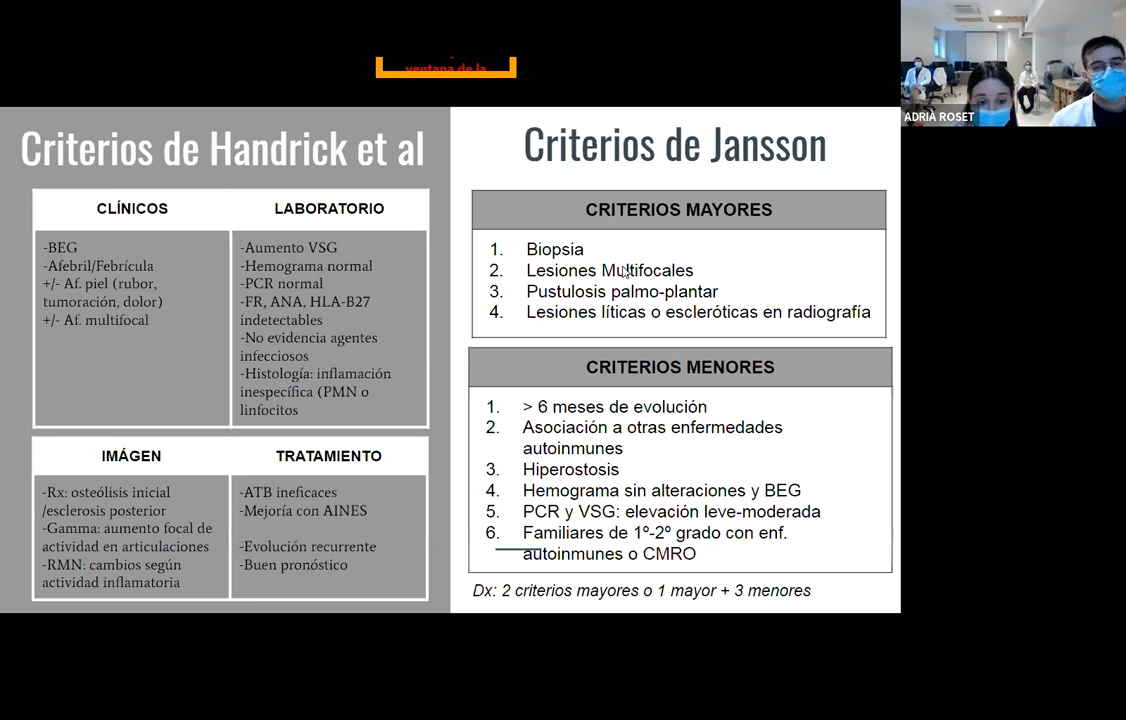 ventana de la
ADRIÀ ROSET
Criterios de Handrick et al
CLÍNICOS
-BEG
-Afebril/Febrícula
+/- Af. piel (rubor,
tumoración, dolor)
+/- Af. multifocal
LABORATORIO
-Aumento VSG
-Hemograma normal
-PCR normal
-FR, ANA, HLA-B27
indetectables
-No evidencia agentes
infecciosos
-Histología: inflamación
inespecífica (PMN o
linfocitos
IMÁGEN
-Rx: osteólisis inicial
/esclerosis posterior
-Gamma: aumento focal de
actividad en articulaciones
-RMN: cambios según
actividad inflamatoria
TRATAMIENTO
-ATB ineficaces
-Mejoría con AINES
-Evolución recurrente
-Buen pronóstico
Criterios de Jansson
CRITERIOS MAYORES
1. Biopsia
2. Lesiones Multifocales
3. Pustulosis palmo-plantar
4. Lesiones líticas o escleróticas en radiografía
CRITERIOS MENORES
1. > 6 meses de evolución
2. Asociación a otras enfermedades
autoinmunes
3. Hiperostosis
4. Hemograma sin alteraciones y BEG
5. PCR y VSG: elevación leve-moderada
6. Familiares de 1º-2º grado con enf.
autoinmunes o CMRO
Dx: 2 criterios mayores o 1 mayor + 3 menores